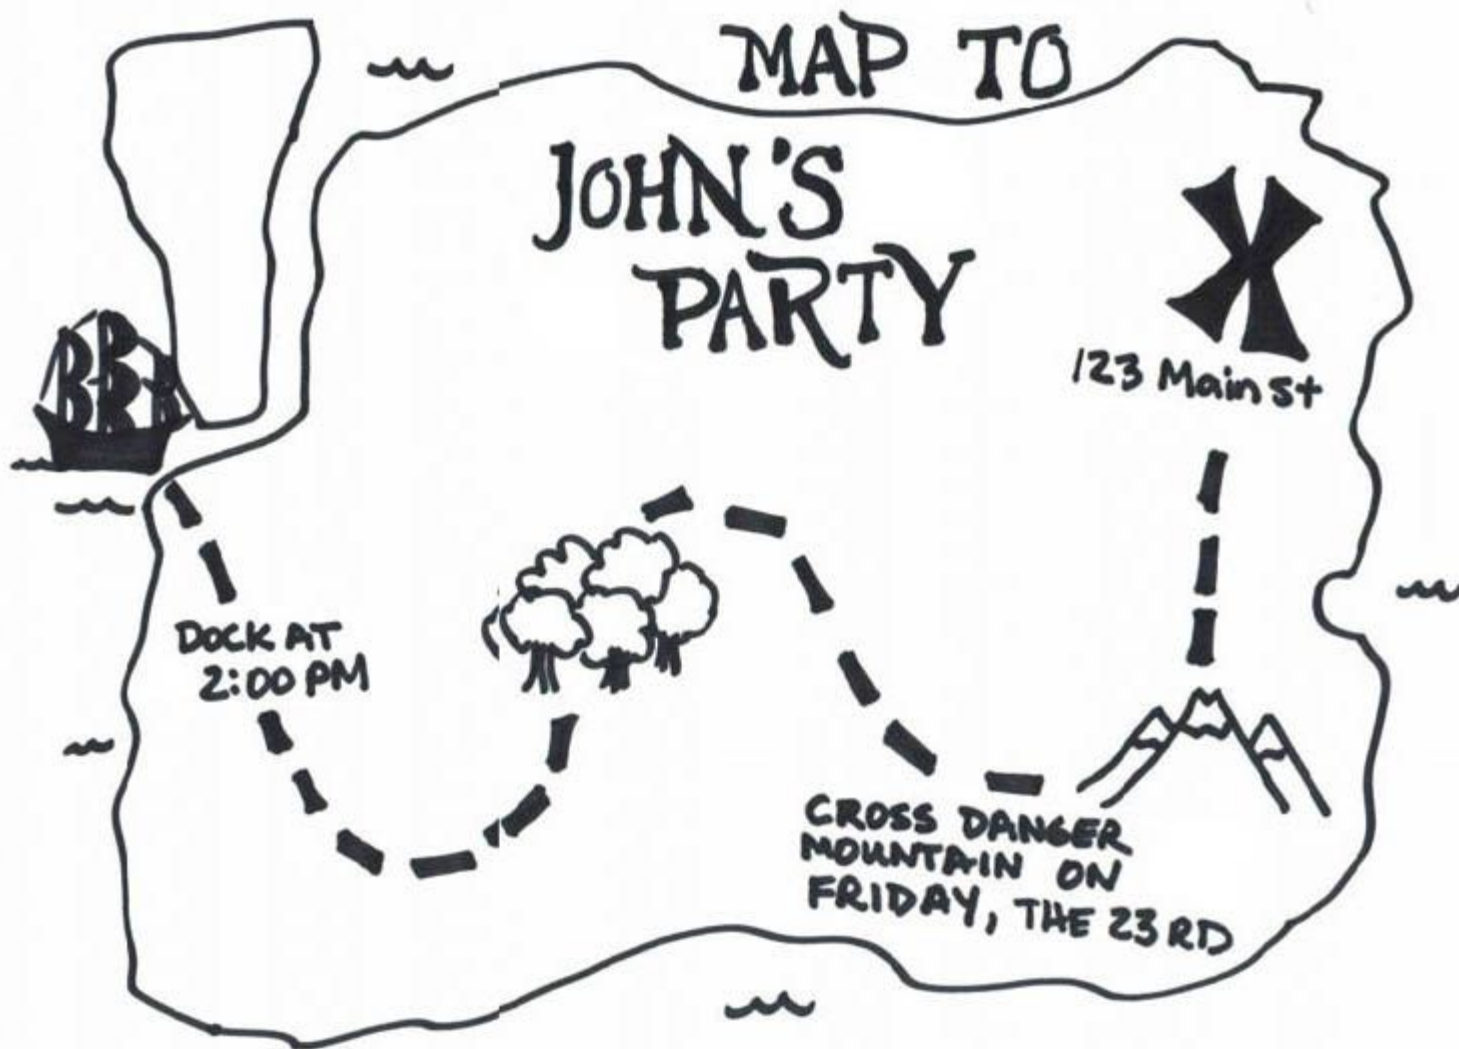 MAP TO
JOHN'S
PARTY
123 Main St
DOCK AT
2:00 PM
CROSS DANGER
MOUNTAIN ON
FRIDAY, THE 23RD